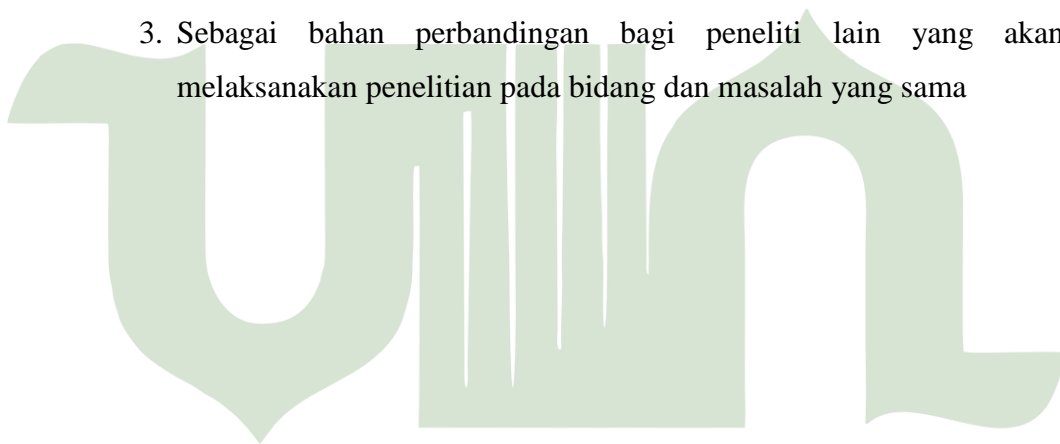 3. Sebagai bahan perbandingan bagi peneliti lain yang akan
melaksanakan penelitian pada bidang dan masalah yang sama